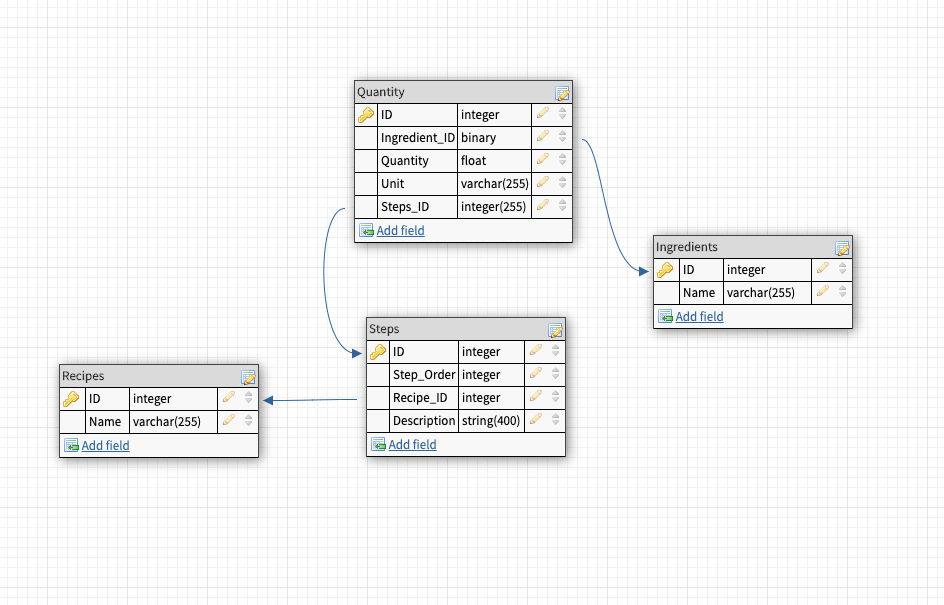 Quantity
ID integer
Ingredient_ID binary
Quantity float
Unit varchar(255)
Steps_ID integer(255)
Add field
Ingredients
ID integer
Name varchar(255)
Add field
Steps
ID integer
Step_Order integer
Recipe_ID integer
Description string(400)
Add field
Recipes
ID integer
Name varchar(255)
Add field